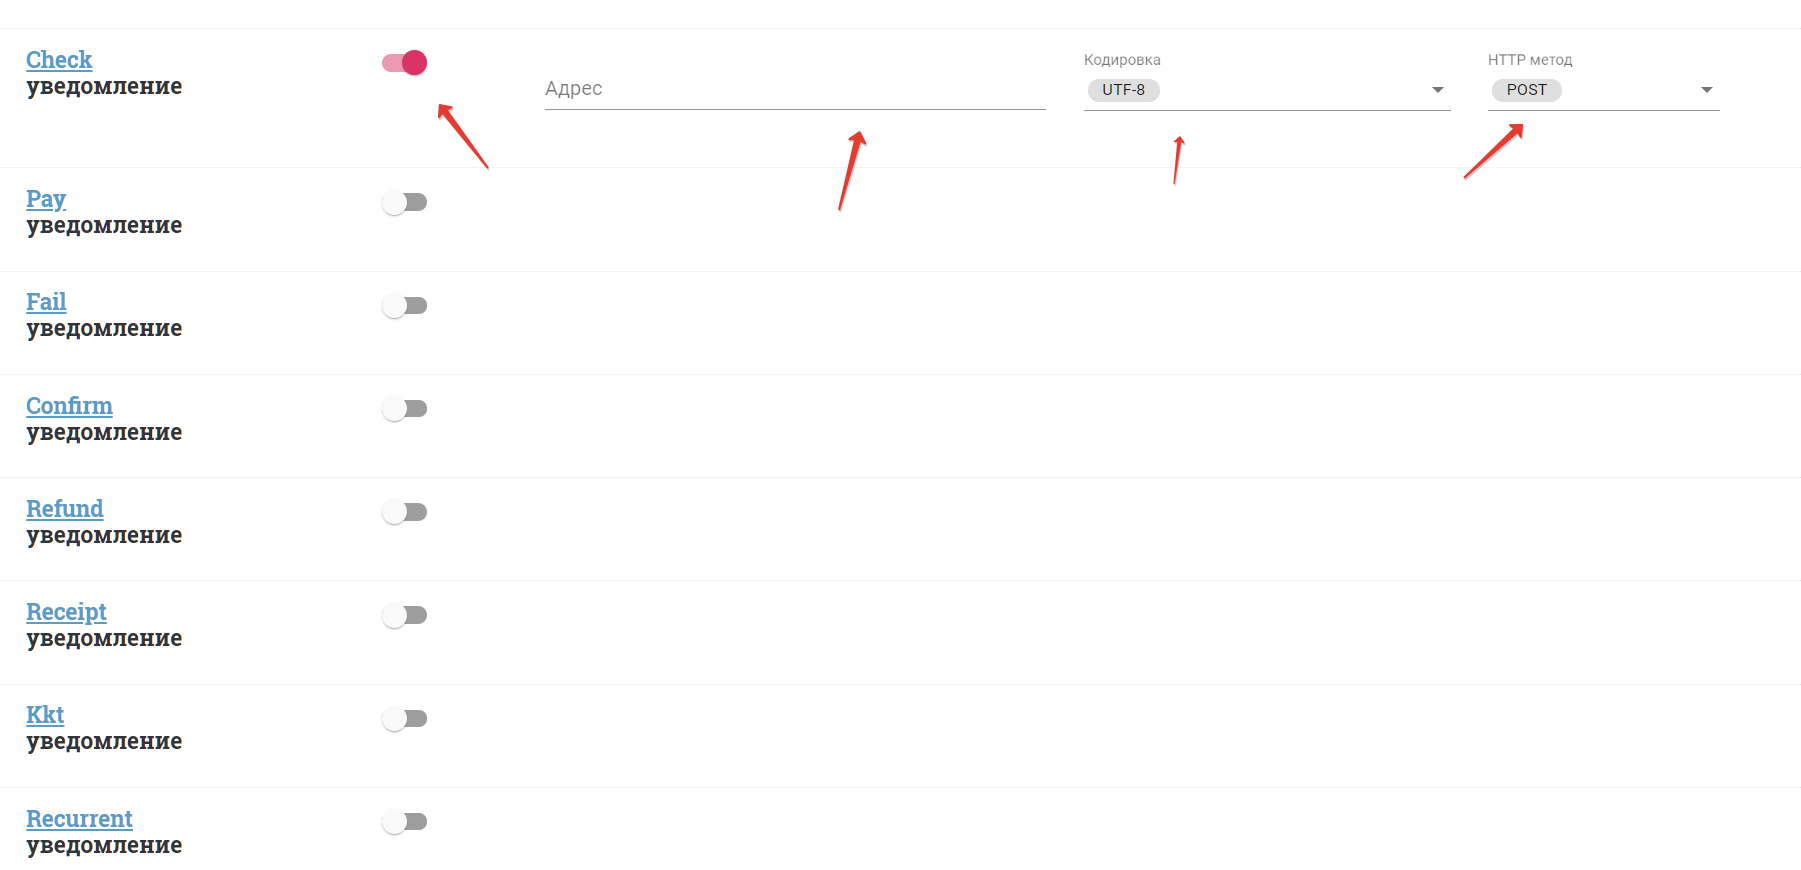 Check
уведомление
Адрес
Кодировка
UTF-8
HTTP метод
POST
Pay
уведомление
Fail
уведомление
Confirm
уведомление
Refund
уведомление
Receipt
уведомление
Kkt
уведомление
Recurrent
уведомление